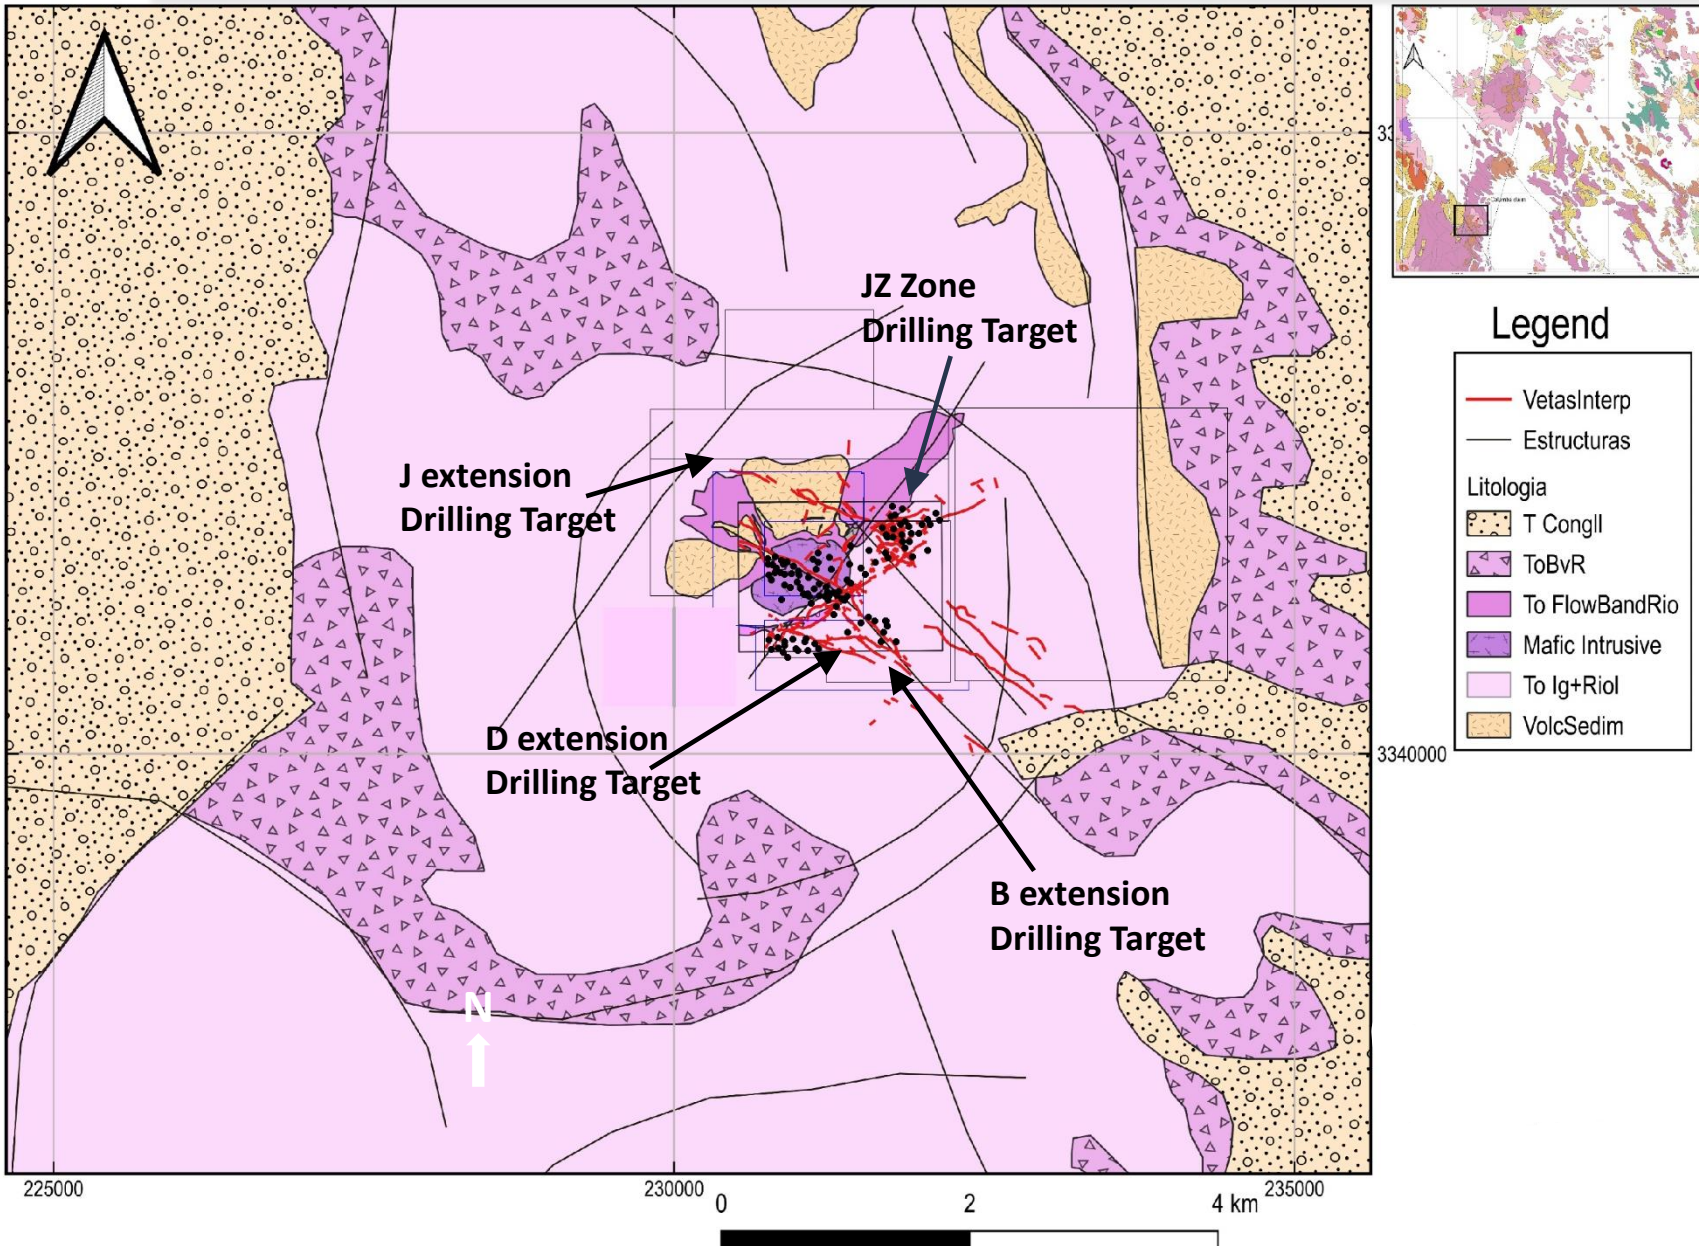 JZ Zone
Drilling Target
J extension
Drilling Target
D extension
Drilling Target
B extension
Drilling Target
N
225000
230000
235000
3340000
33
0
2
4 km
Legend
VetasInterp
Estructuras
Litologia
T Congll
ToBvR
To FlowBandRio
Mafic Intrusive
To Ig+Riol
VolcSedim